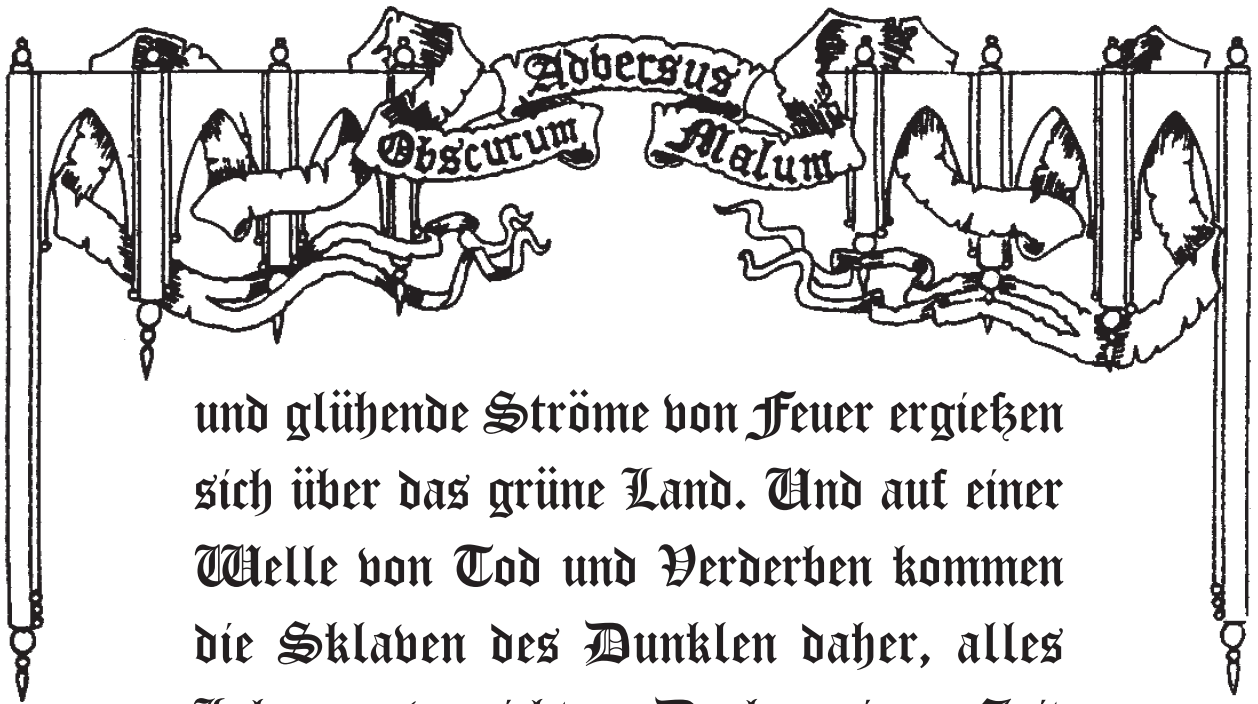 Adversus
Obscurum Malum
und glühende Ströme von Feuer ergießen
sich über das grüne Land. Und auf einer
Welle von Tod und Verderben kommen
die Sklaven des Dunklen daher, alles